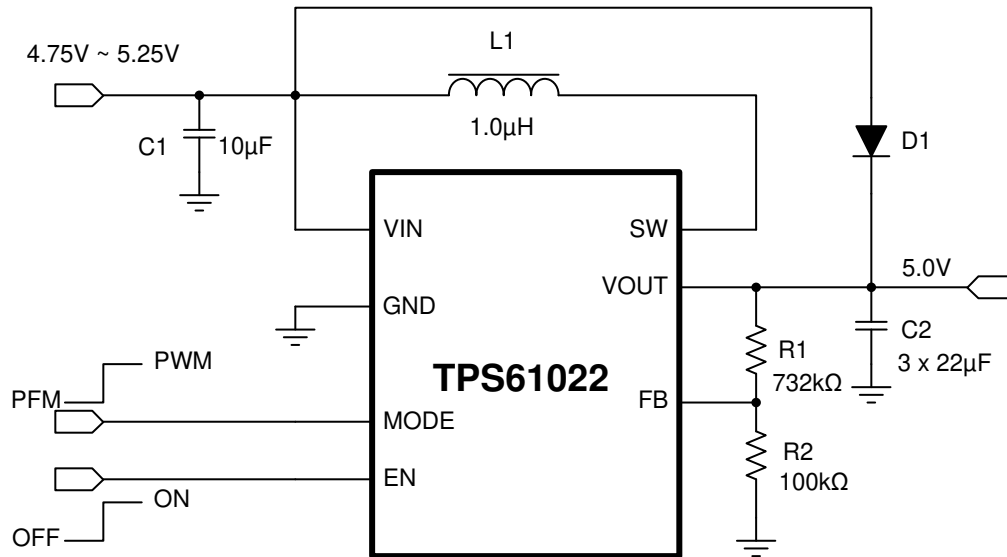 4.75V ~ 5.25V
L1
1.0µH
C1
10µF
D1
VIN
SW
5.0V
VOUT
GND
C2
3 x 22µF
R1
732kΩ
PWM
PFM
TPS61022
FB
MODE
R2
100kΩ
EN
ON
OFF